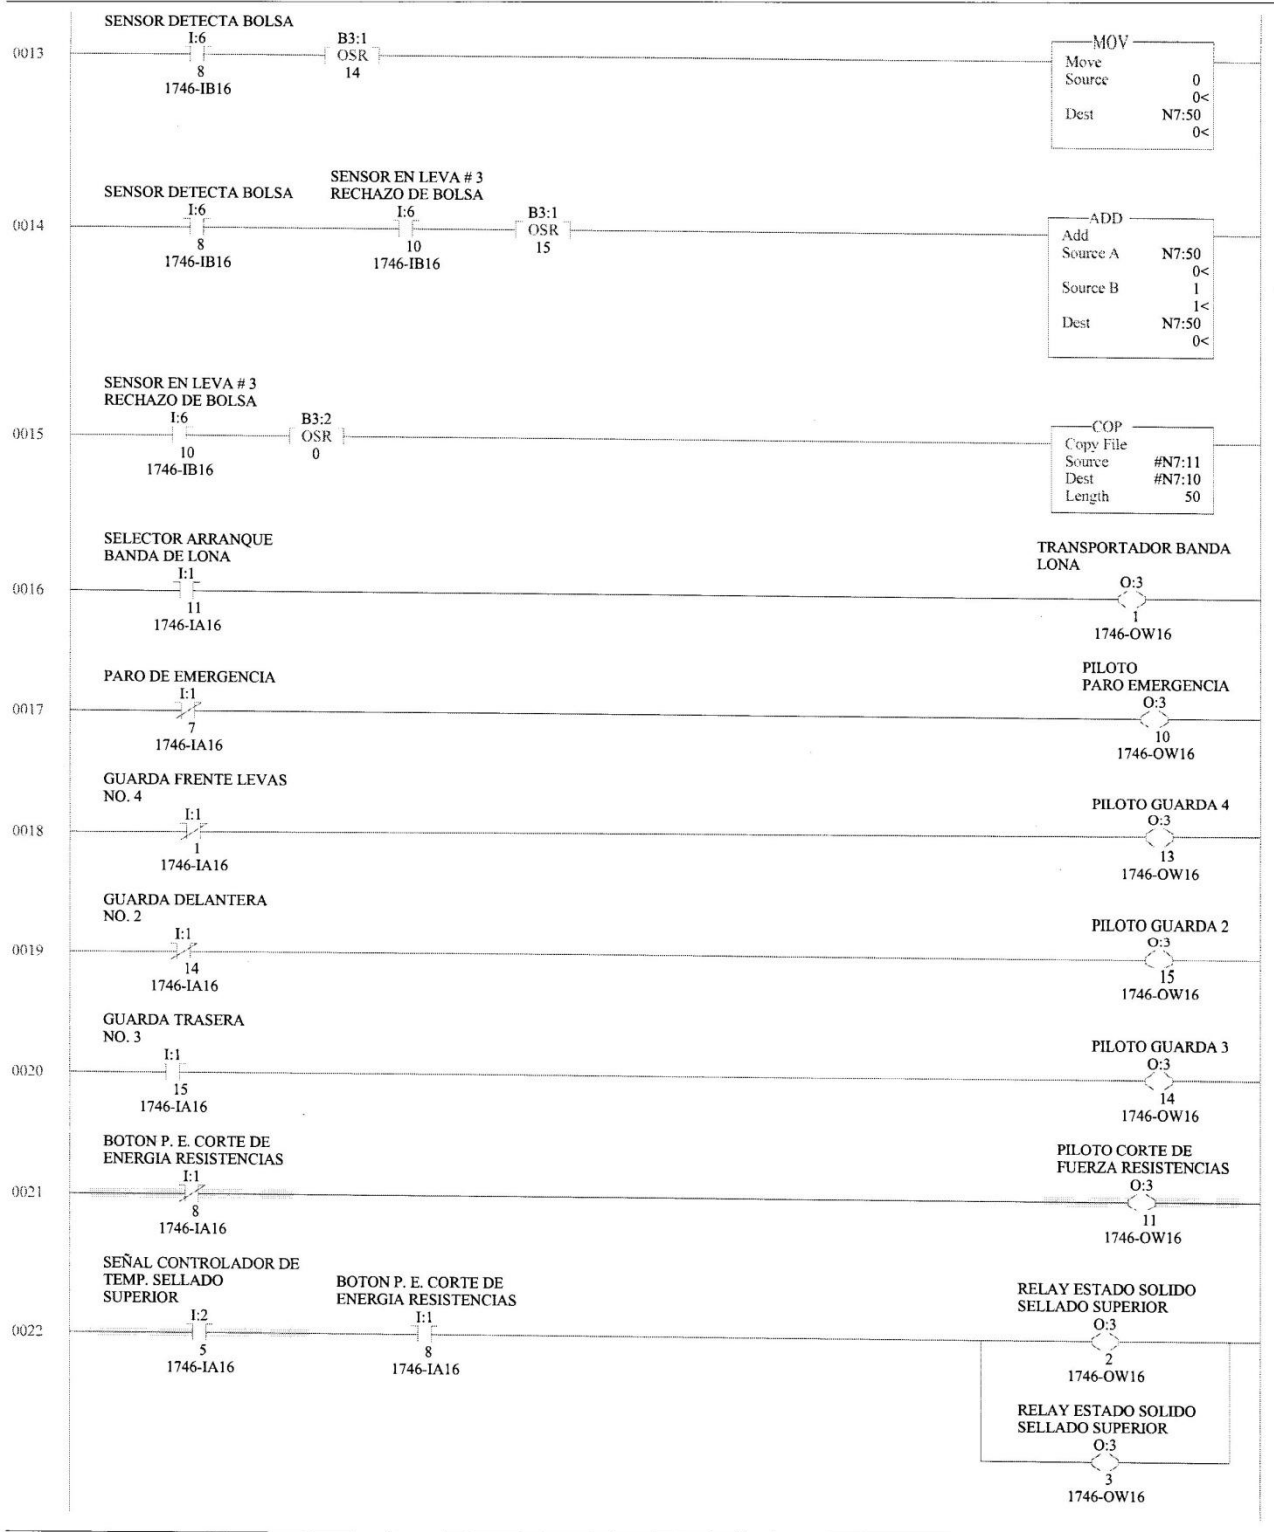 SENSOR DETECTA BOLSA
I:6
B3:1
0013
OSR
8
14
1746-IB16
MOV
Move
Source 0
0<
Dest N7:50
0<
SENSOR DETECTA BOLSA
SENSOR EN LEVA # 3
RECHAZO DE BOLSA
I:6
I:6
B3:1
0014
OSR
8
10
15
1746-IB16
1746-IB16
ADD
Add
Source A N7:50
0<
Source B 1
1<
Dest N7:50
0<
SENSOR EN LEVA # 3
RECHAZO DE BOLSA
I:6
B3:2
0015
OSR
10
0
1746-IB16
COP
Copy File
Source #N7:11
Dest #N7:10
Length 50
SELECTOR ARRANQUE
BANDA DE LONA
I:1
0016
11
1746-IA16
TRANSPORTADOR BANDA
LONA
O:3
1
1746-OW16
PARO DE EMERGENCIA
I:1
0017
7
1746-IA16
PILOTO
PARO EMERGENCIA
O:3
10
1746-OW16
GUARDA FRENTE LEVAS
NO. 4
I:1
0018
1
1746-IA16
PILOTO GUARDA 4
O:3
13
1746-OW16
GUARDA DELANTERA
NO. 2
I:1
0019
14
1746-IA16
PILOTO GUARDA 2
O:3
15
1746-OW16
GUARDA TRASERA
NO. 3
I:1
0020
15
1746-IA16
PILOTO GUARDA 3
O:3
14
1746-OW16
BOTON P. E. CORTE DE
ENERGIA RESISTENCIAS
I:1
0021
8
1746-IA16
PILOTO CORTE DE
FUERZA RESISTENCIAS
O:3
11
1746-OW16
SEÑAL CONTROLADOR DE
TEMP. SELLADO
SUPERIOR
I:2
0022
5
1746-IA16
BOTON P. E. CORTE DE
ENERGIA RESISTENCIAS
I:1
8
1746-IA16
RELAY ESTADO SOLIDO
SELLADO SUPERIOR
O:3
2
1746-OW16
RELAY ESTADO SOLIDO
SELLADO SUPERIOR
O:3
3
1746-OW16